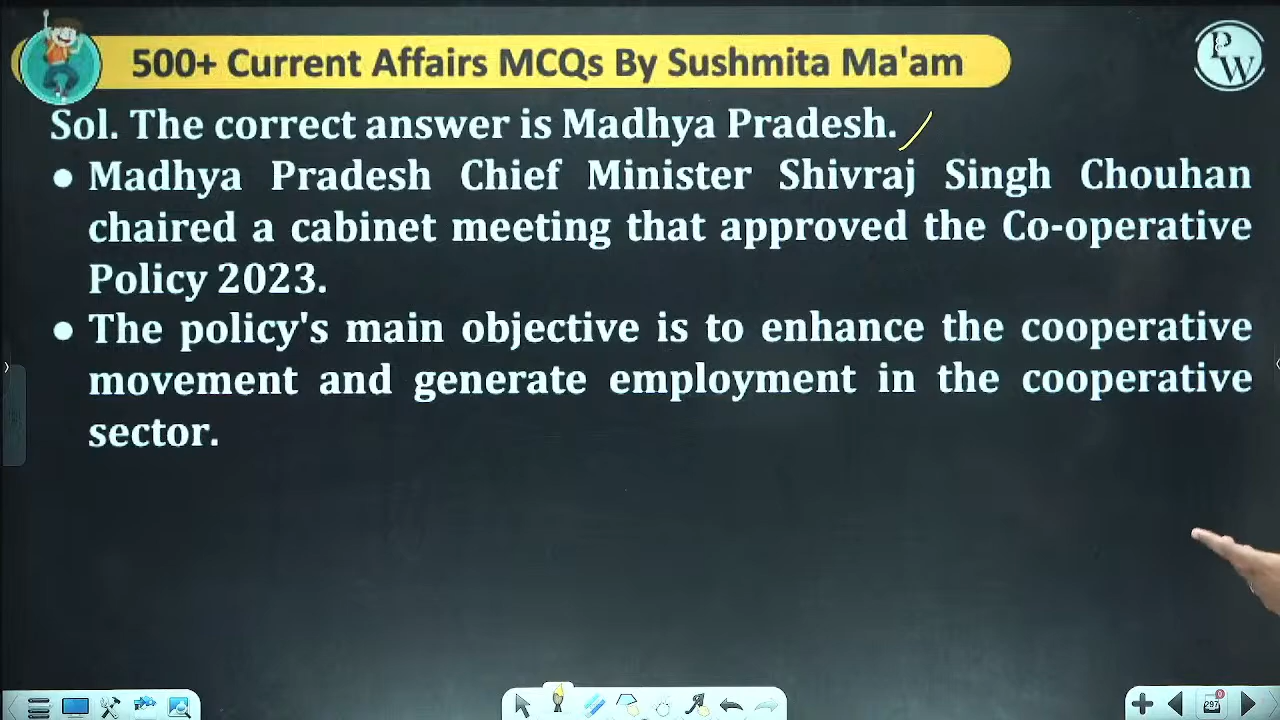 500+ Current Affairs MCQs By Sushmita Ma'am
PW
Sol. The correct answer is Madhya Pradesh.
● Madhya Pradesh Chief Minister Shivraj Singh Chouhan
chaired a cabinet meeting that approved the Co-operative
Policy 2023.
● The policy's main objective is to enhance the cooperative
movement and generate employment in the cooperative
sector.
297